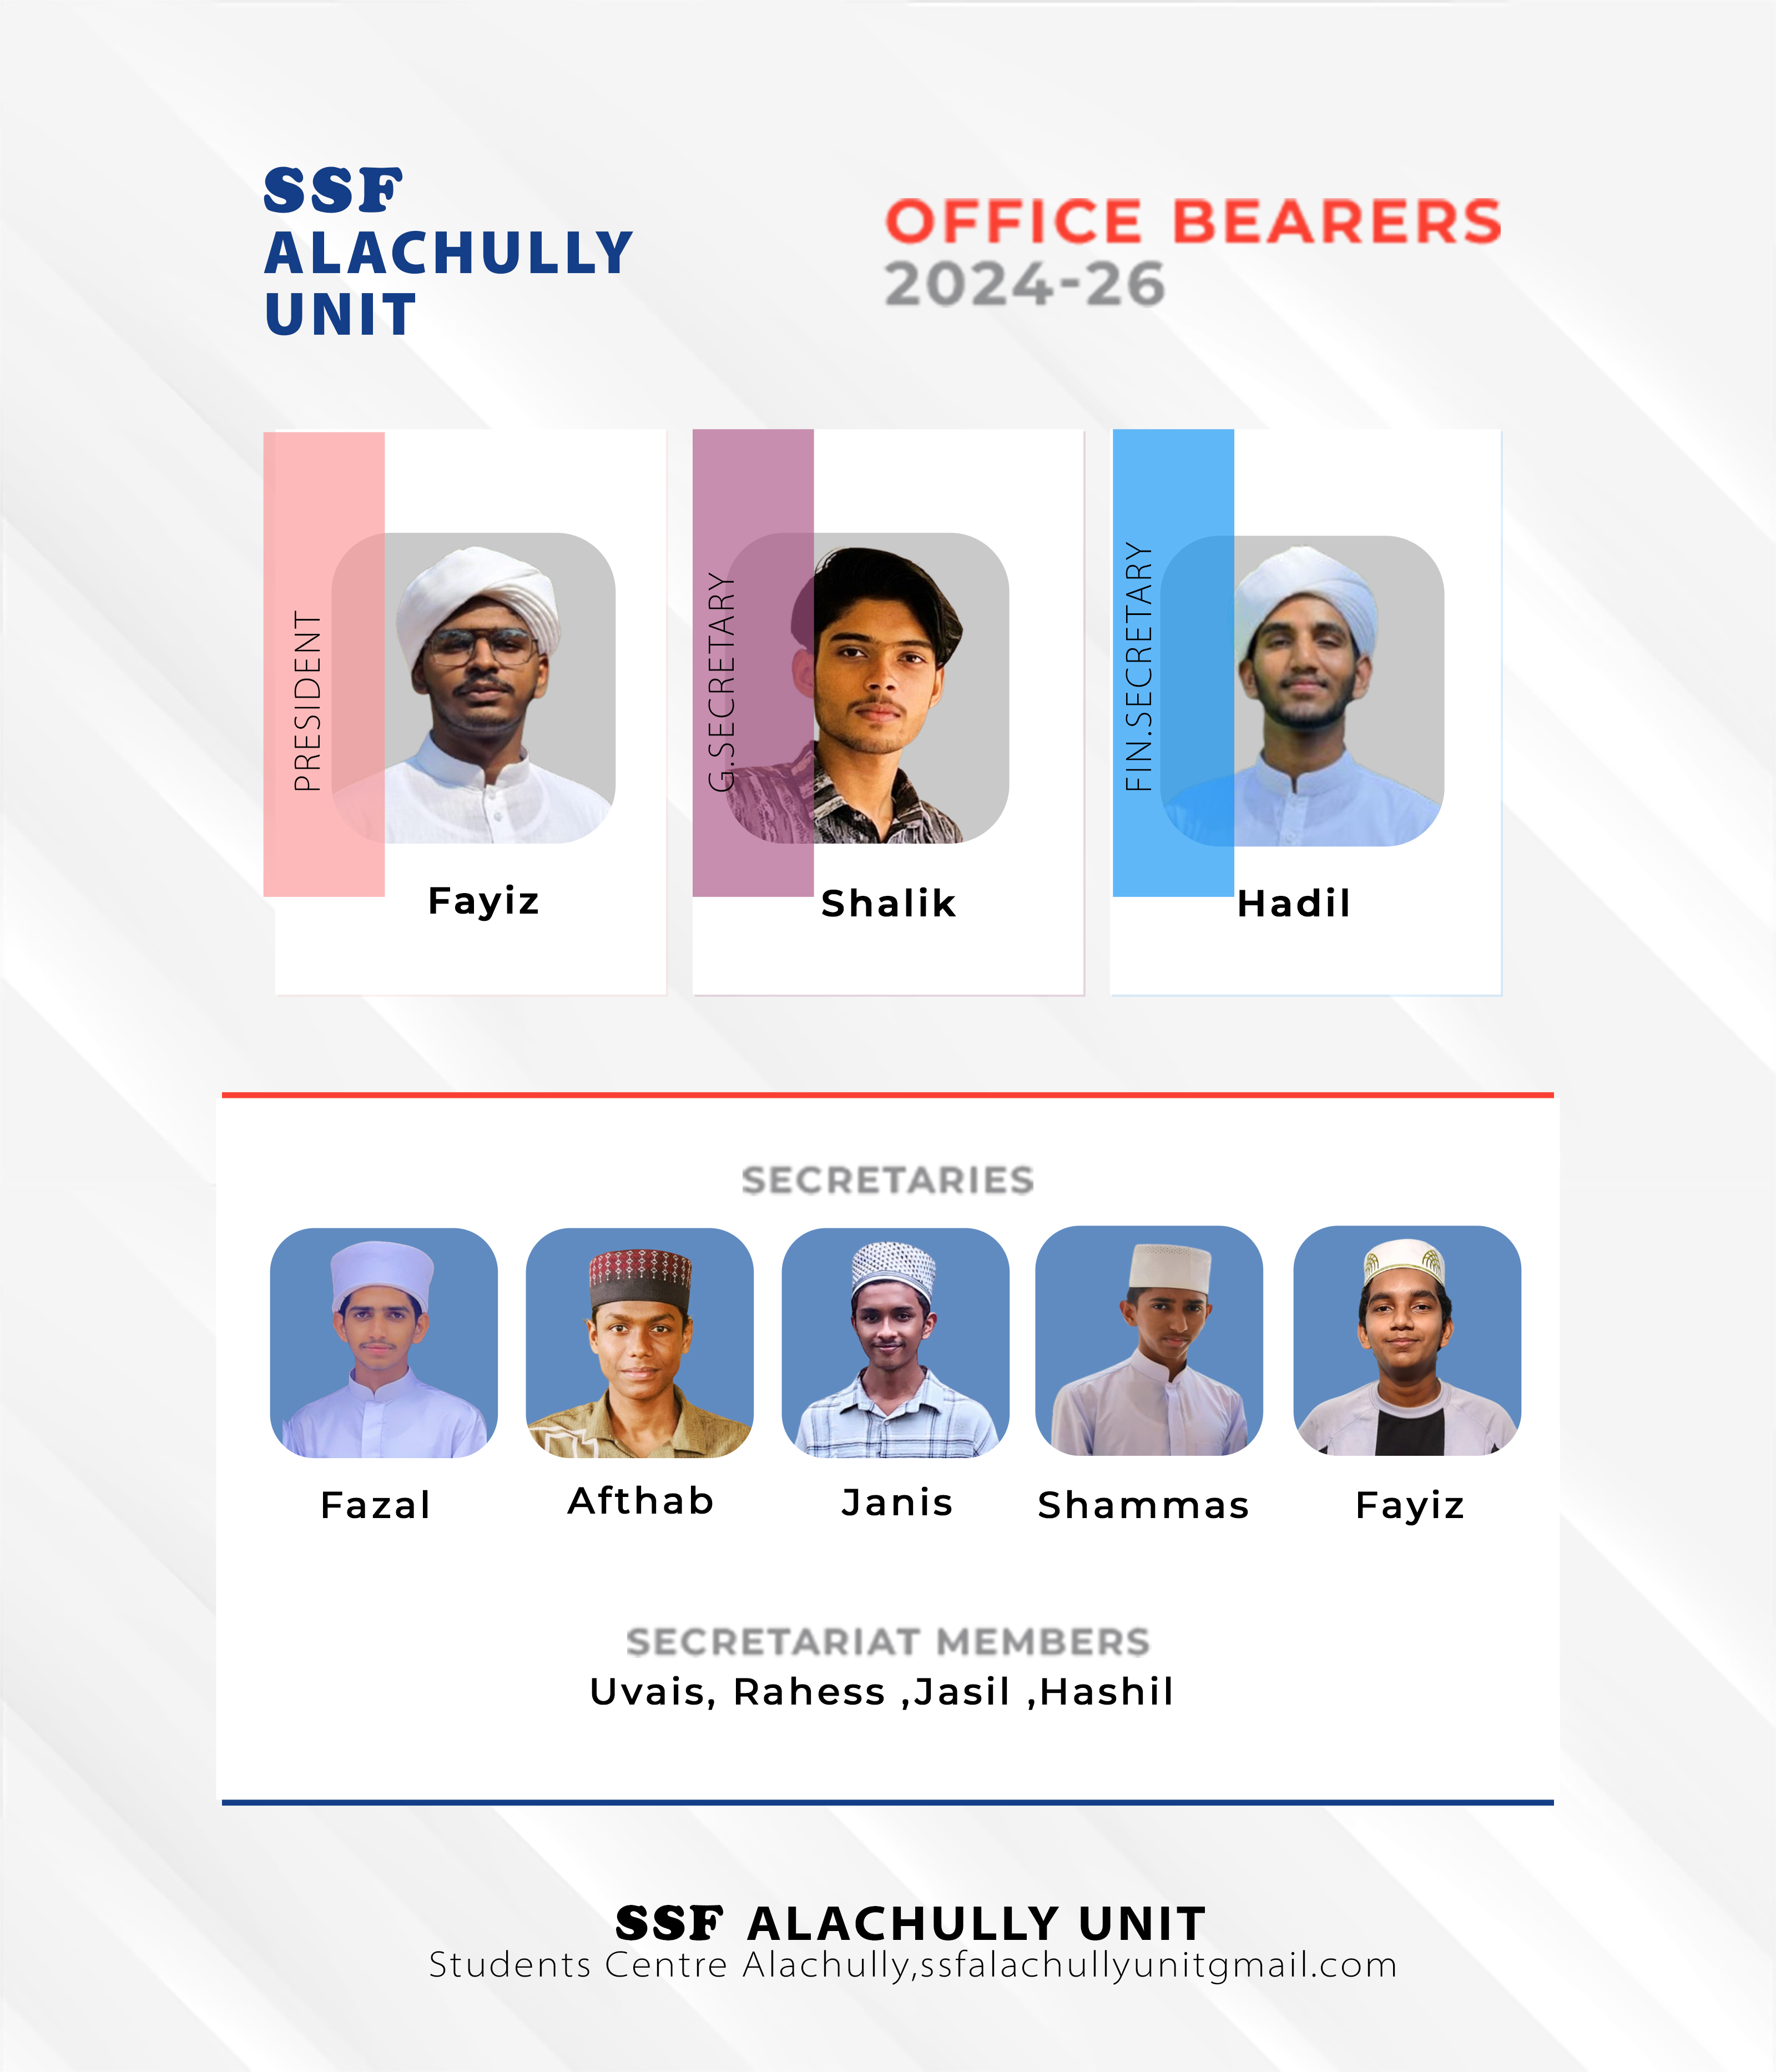 SSF
ALACHULLY
UNIT
OFFICE BEARERS
2024-26
PRESIDENT
Fayiz
G.SECRETARY
Shalik
FIN.SECRETARY
Hadil
SECRETARIES
Fazal
Afthab
Janis
Shammas
Fayiz
SECRETARIAT MEMBERS
Uvais, Rahess ,Jasil ,Hashil
SSF ALACHULLY UNIT
Students Centre Alachully,ssfalachullyunitgmail.com